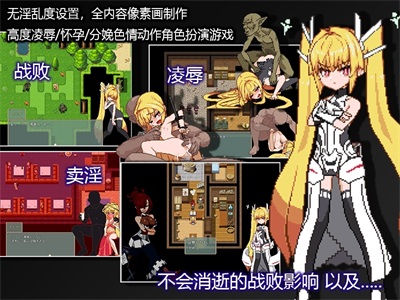 无淫乱度设置，全内容像素画制作
高度凌辱/怀孕/分娩色情动作角色扮演游戏
战败
凌辱
卖淫
不会消逝的战败影响 以及.....